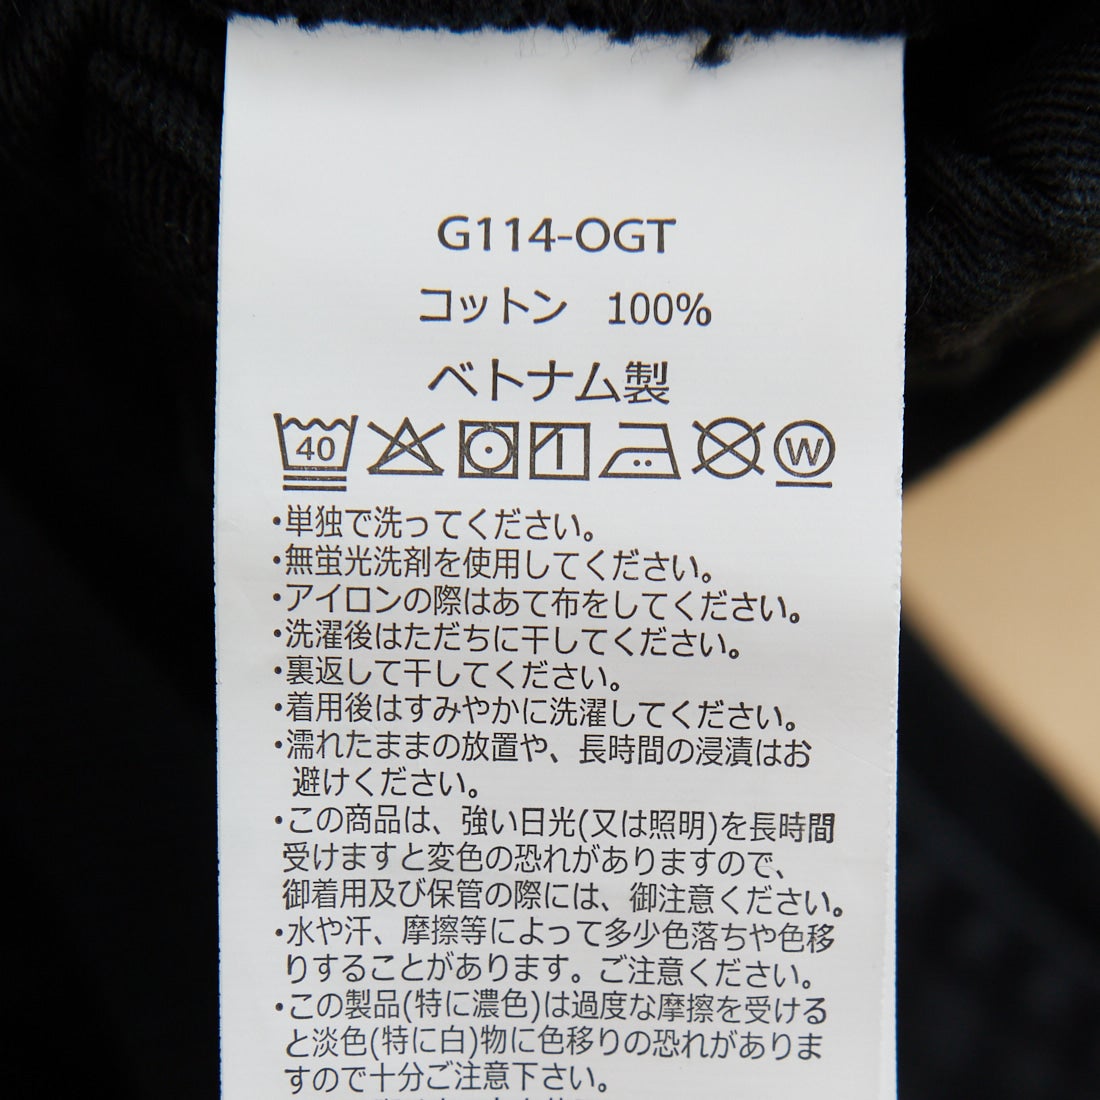 G114-OGT
コットン 100%
ベトナム製
40 W
・単独で洗ってください。
・無蛍光洗剤を使用してください。
・アイロンの際はあて布をしてください。
・洗濯後はただちに干してください。
・裏返して干してください。
・着用後はすみやかに洗濯してください。
・濡れたままの放置や、長時間の浸漬はお
避けください。
・この商品は、強い日光(又は照明)を長時間
受けますと変色の恐れがありますので、
御着用及び保管の際には、御注意ください。
・水や汗、摩擦等によって多少色落ちや色移
りすることがあります。ご注意ください。
・この製品(特に濃色)は過度な摩擦を受ける
と淡色(特に白)物に色移りの恐れがありま
すので十分ご注意下さい。